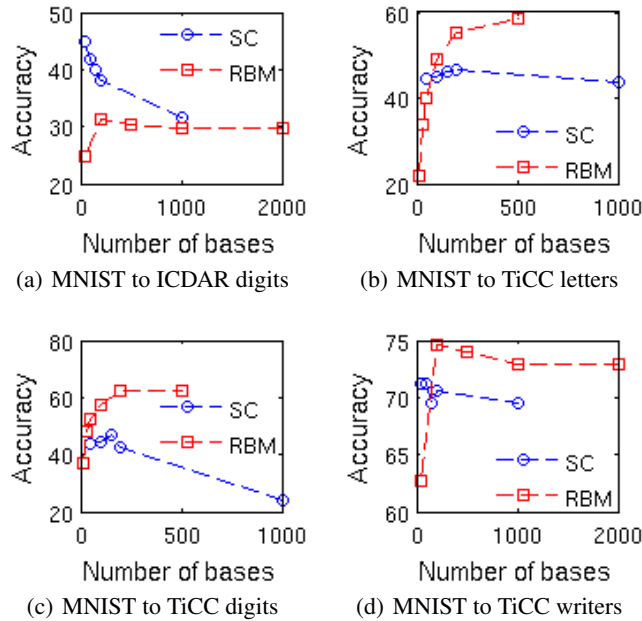 50
40
30
20
Accuracy
SC
RBM
0
1000
2000
Number of bases
(a) MNIST to ICDAR digits
60
40
20
Accuracy
SC
RBM
0
500
1000
Number of bases
(b) MNIST to TiCC letters
80
60
40
20
Accuracy
SC
RBM
0
500
1000
Number of bases
(c) MNIST to TiCC digits
75
70
65
60
Accuracy
SC
RBM
0
1000
2000
Number of bases
(d) MNIST to TiCC writers